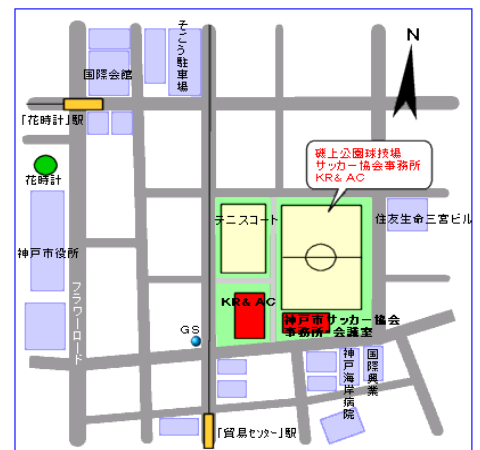 そごう駐車場
国際会館
N
「花時計」駅
磯上公園球技場
サッカー協会事務所
KR& AC
花時計
テニスコート
住友生命三宮ビル
神戸市役所
フラワーロード
KR& AC
神戸市サッカー協会
事務所 会議室
GS
神戸海岸病院
国際興業
「貿易センター」駅